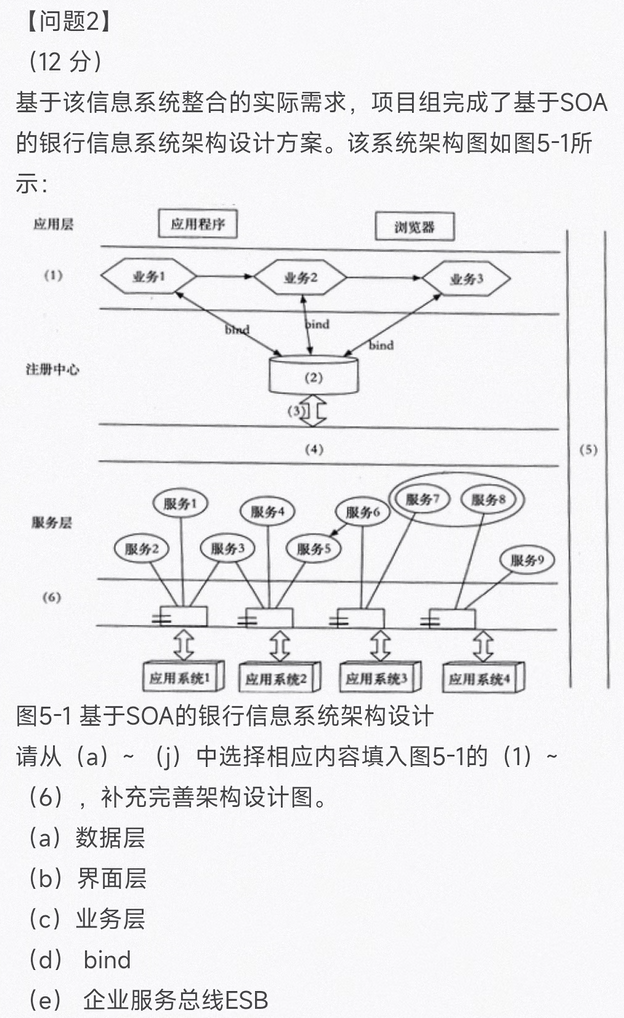 【问题2】
（12 分）
基于该信息系统整合的实际需求，项目组完成了基于SOA
的银行信息系统架构设计方案。该系统架构图如图5-1所
示：
应用层 应用程序 浏览器
（1） 业务1 业务2 业务3
bind bind bind
注册中心 （2）
（3）
（4） （5）
服务层 服务1 服务4 服务6 服务7 服务8
服务2 服务3 服务5 服务9
（6）
应用系统1 应用系统2 应用系统3 应用系统4
图5-1 基于SOA的银行信息系统架构设计
请从（a）~ （j）中选择相应内容填入图5-1的（1）~
（6），补充完善架构设计图。
（a）数据层
（b）界面层
（c）业务层
（d） bind
（e） 企业服务总线ESB